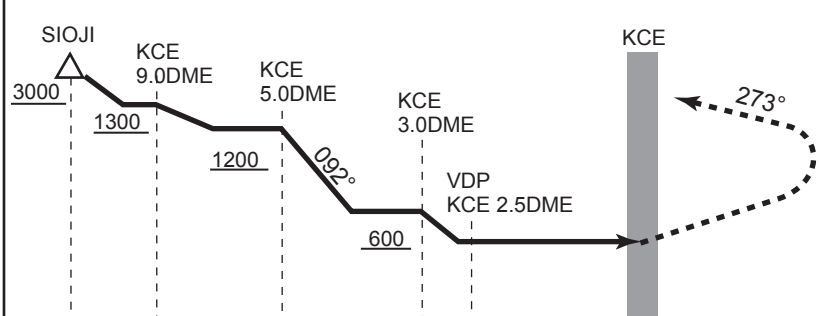 SIOJI
3000
KCE
9.0DME
1300
KCE
5.0DME
1200
092°
KCE
3.0DME
600
VDP
KCE 2.5DME
KCE
273°